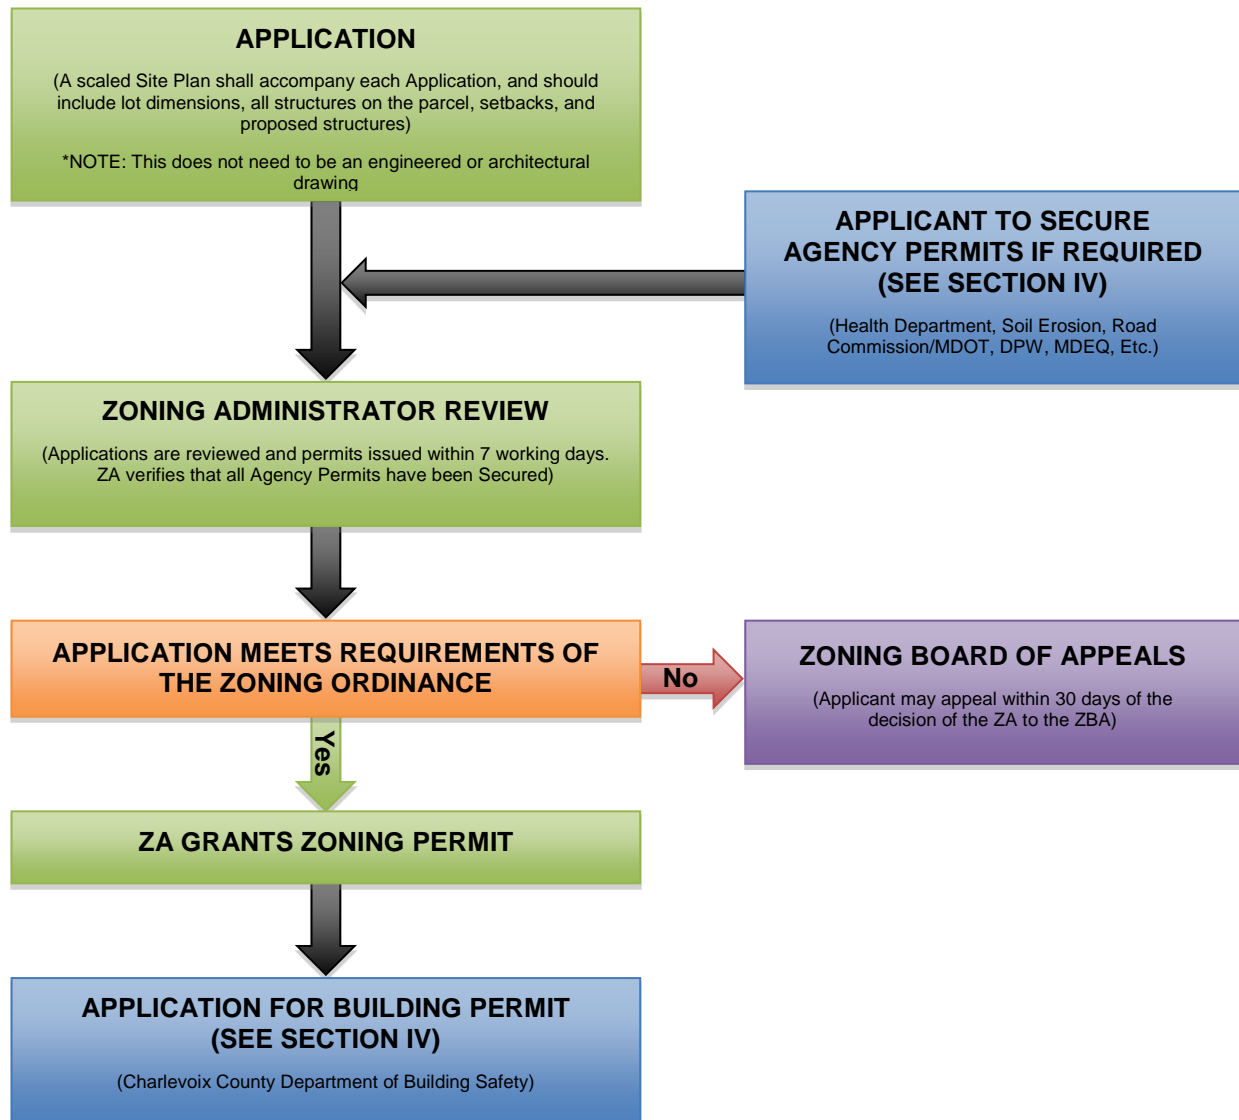 APPLICATION
(A scaled Site Plan shall accompany each Application, and should
include lot dimensions, all structures on the parcel, setbacks, and
proposed structures)
*NOTE: This does not need to be an engineered or architectural
drawing
APPLICANT TO SECURE
AGENCY PERMITS IF REQUIRED
(SEE SECTION IV)
(Health Department, Soil Erosion, Road
Commission/MDOT, DPW, MDEQ, Etc.)
ZONING ADMINISTRATOR REVIEW
(Applications are reviewed and permits issued within 7 working days.
ZA verifies that all Agency Permits have been Secured)
APPLICATION MEETS REQUIREMENTS OF
THE ZONING ORDINANCE
No
ZONING BOARD OF APPEALS
(Applicant may appeal within 30 days of the
decision of the ZA to the ZBA)
Yes
ZA GRANTS ZONING PERMIT
APPLICATION FOR BUILDING PERMIT
(SEE SECTION IV)
(Charlevoix County Department of Building Safety)